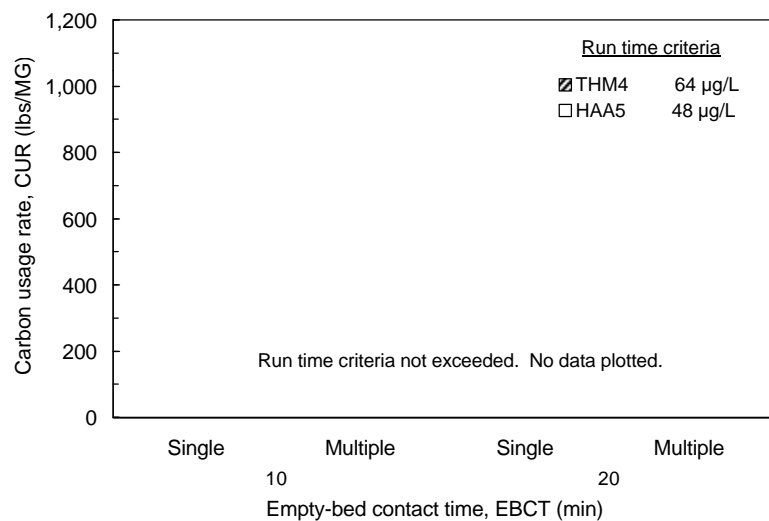 1,200
1,000
800
600
400
200
0
Carbon usage rate, CUR (lbs/MG)
Run time criteria
THM4 64 µg/L
HAA5 48 µg/L
Run time criteria not exceeded. No data plotted.
Single Multiple Single Multiple
10 20
Empty-bed contact time, EBCT (min)